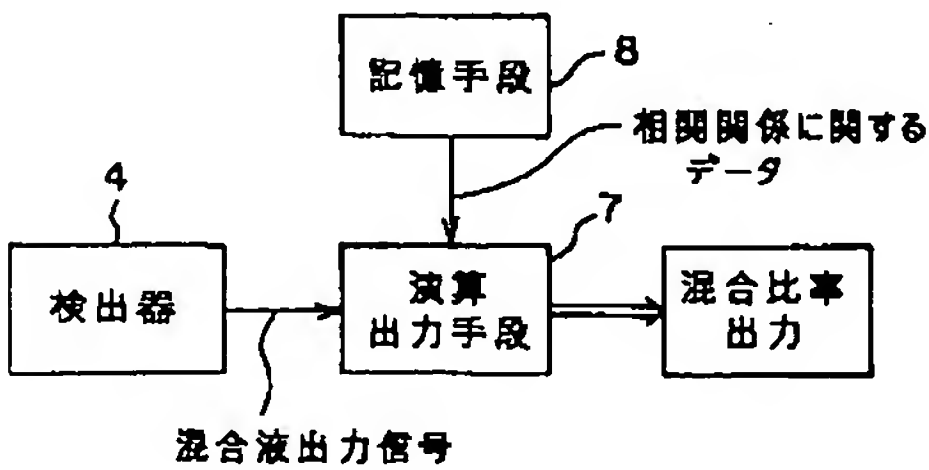 記憶手段
8
相関関係に関する
データ
4
7
検出器
演算
出力手段
混合比率
出力
混合液出力信号